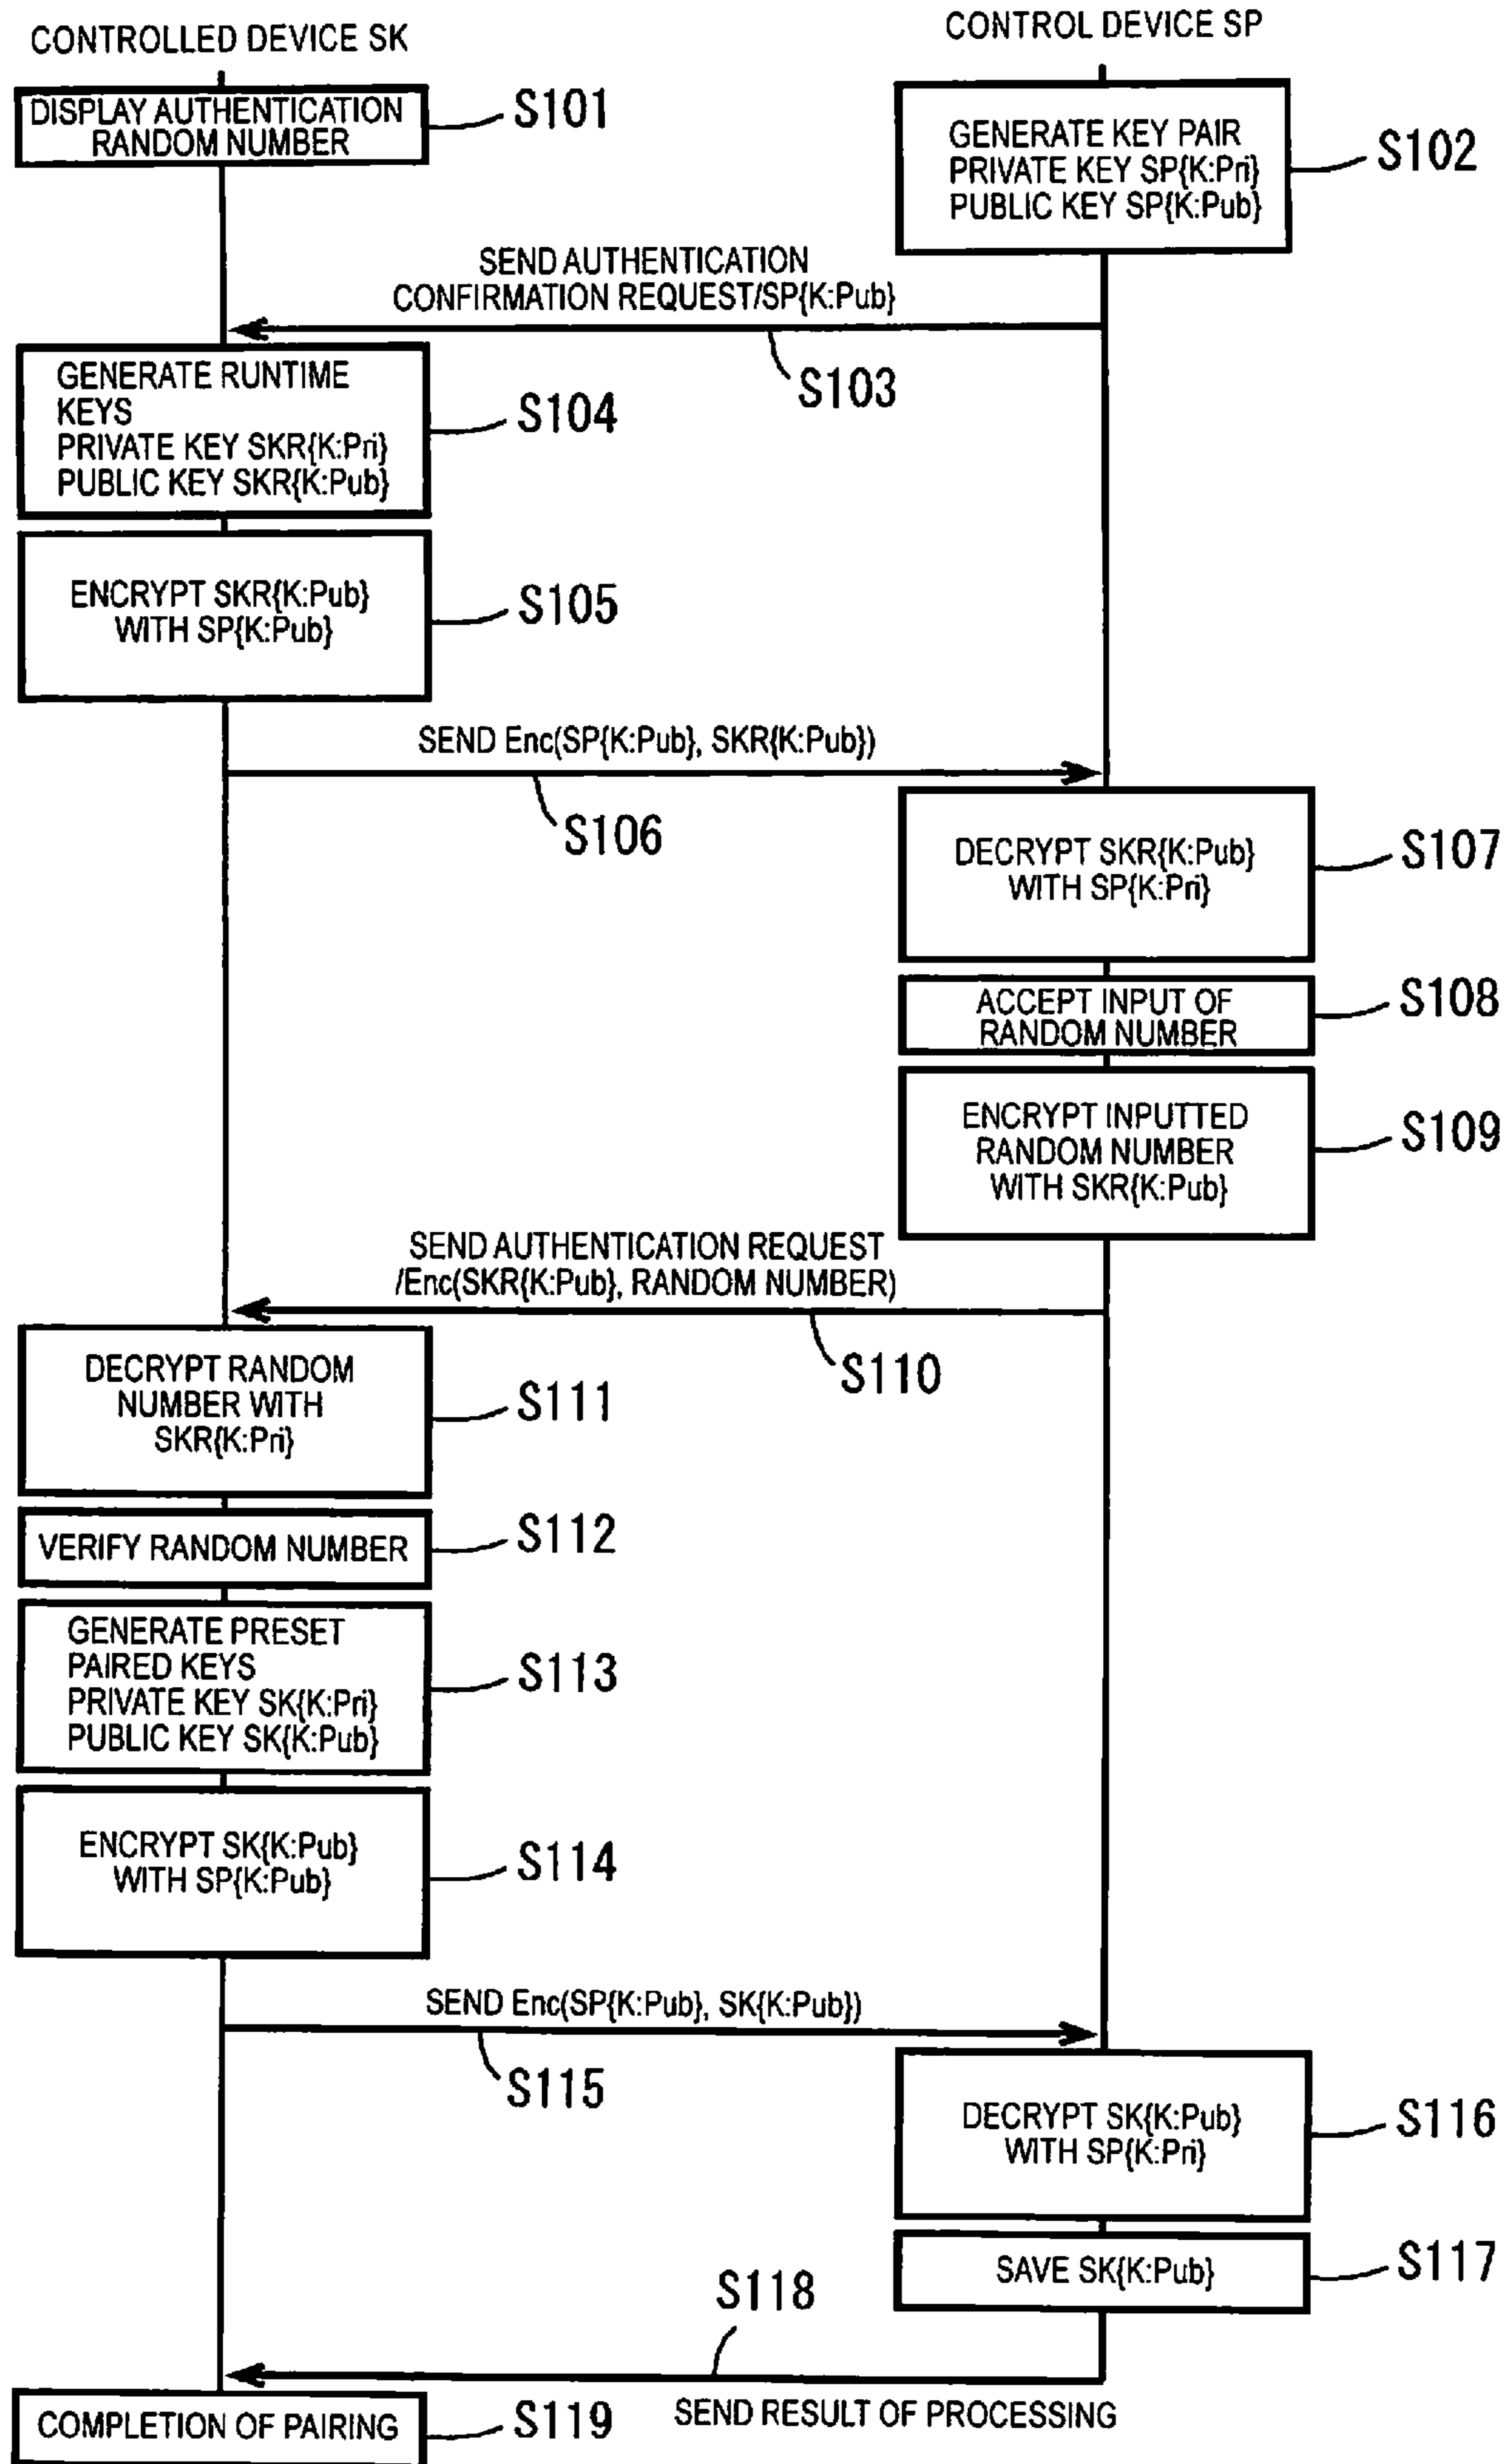 CONTROLLED DEVICE SK
CONTROL DEVICE SP
DISPLAY AUTHENTICATION
RANDOM NUMBER
S101
GENERATE KEY PAIR
PRIVATE KEY SP{K:Pri}
PUBLIC KEY SP{K:Pub}
S102
SEND AUTHENTICATION
CONFIRMATION REQUEST/SP{K:Pub}
S103
GENERATE RUNTIME
KEYS
PRIVATE KEY SKR{K:Pri}
PUBLIC KEY SKR{K:Pub}
S104
ENCRYPT SKR{K:Pub}
WITH SP{K:Pub}
S105
SEND Enc(SP{K:Pub}, SKR{K:Pub})
S106
DECRYPT SKR{K:Pub}
WITH SP{K:Pri}
S107
ACCEPT INPUT OF
RANDOM NUMBER
S108
ENCRYPT INPUTTED
RANDOM NUMBER
WITH SKR{K:Pub}
S109
SEND AUTHENTICATION REQUEST
/Enc(SKR{K:Pub}, RANDOM NUMBER)
S110
DECRYPT RANDOM
NUMBER WITH
SKR{K:Pri}
S111
VERIFY RANDOM NUMBER
S112
GENERATE PRESET
PAIRED KEYS
PRIVATE KEY SK{K:Pri}
PUBLIC KEY SK{K:Pub}
S113
ENCRYPT SK{K:Pub}
WITH SP{K:Pub}
S114
SEND Enc(SP{K:Pub}, SK{K:Pub})
S115
DECRYPT SK{K:Pub}
WITH SP{K:Pri}
S116
SAVE SK{K:Pub}
S117
S118
SEND RESULT OF PROCESSING
COMPLETION OF PAIRING
S119